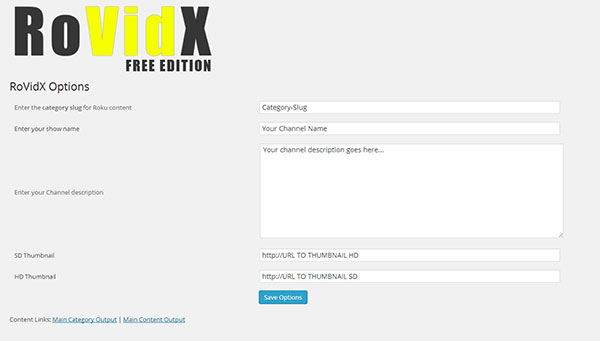 RoVidX
FREE EDITION
RoVidX Options
Enter the category slug for Roku content
Category-Slug
Enter your show name
Your Channel Name
Enter your Channel description
Your channel description goes here...
SD Thumbnail
http://URL TO THUMBNAIL HD
HD Thumbnail
http://URL TO THUMBNAIL SD
Save Options
Content Links: Main Category Output | Main Content Output